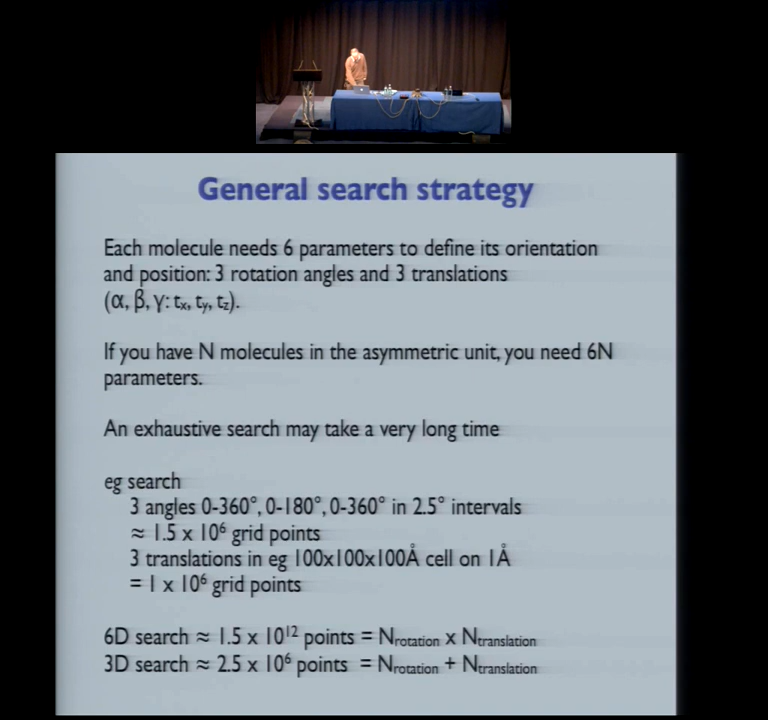 General search strategy
Each molecule needs 6 parameters to define its orientation
and position: 3 rotation angles and 3 translations
(α, β, γ: tₓ, tᵧ, t_z).
If you have N molecules in the asymmetric unit, you need 6N
parameters.
An exhaustive search may take a very long time
eg search
3 angles 0-360°, 0-180°, 0-360° in 2.5° intervals
≈ 1.5 x 10⁶ grid points
3 translations in eg 100x100x100Å cell on 1Å
= 1 x 10⁶ grid points
6D search ≈ 1.5 x 10¹² points = Nrotation x Ntranslation
3D search ≈ 2.5 x 10⁶ points = Nrotation + Ntranslation